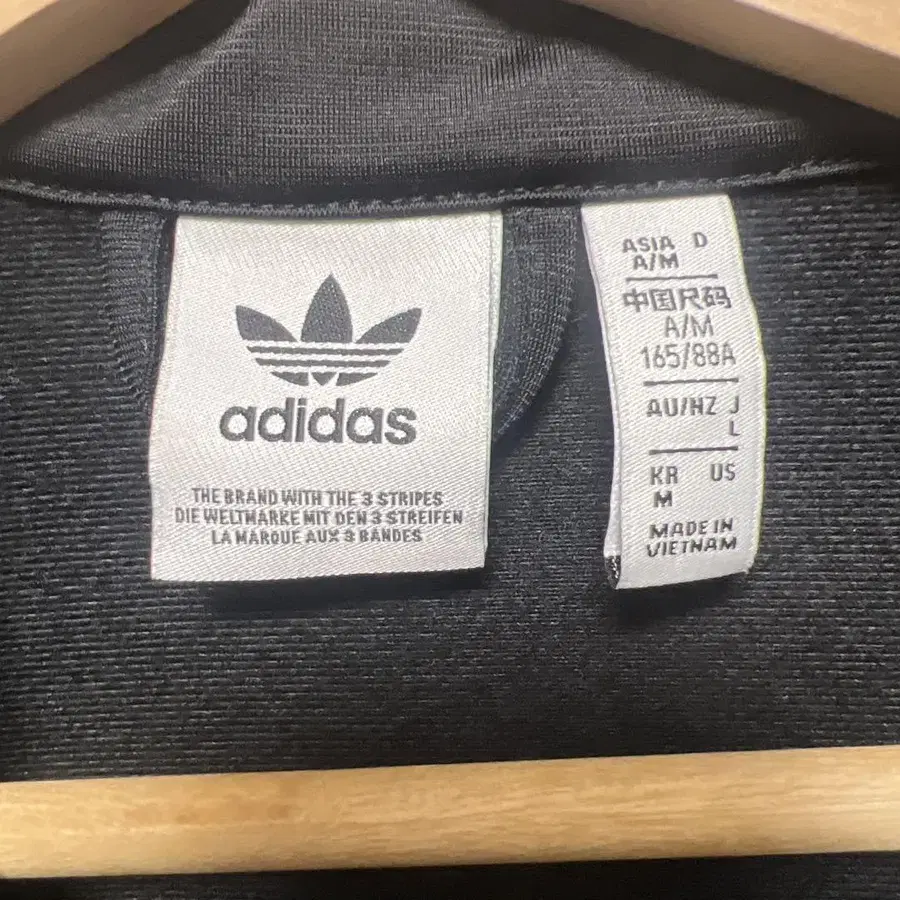 adidas
THE BRAND WITH THE 3 STRIPES
DIE WELTMARKE MIT DEN 3 STREIFEN
LA MARQUE AUX 3 BANDES
ASIA D
A/M
中国尺码
A/M
165/88A
AU/NZ J
L
KR US
M
MADE IN
VIETNAM